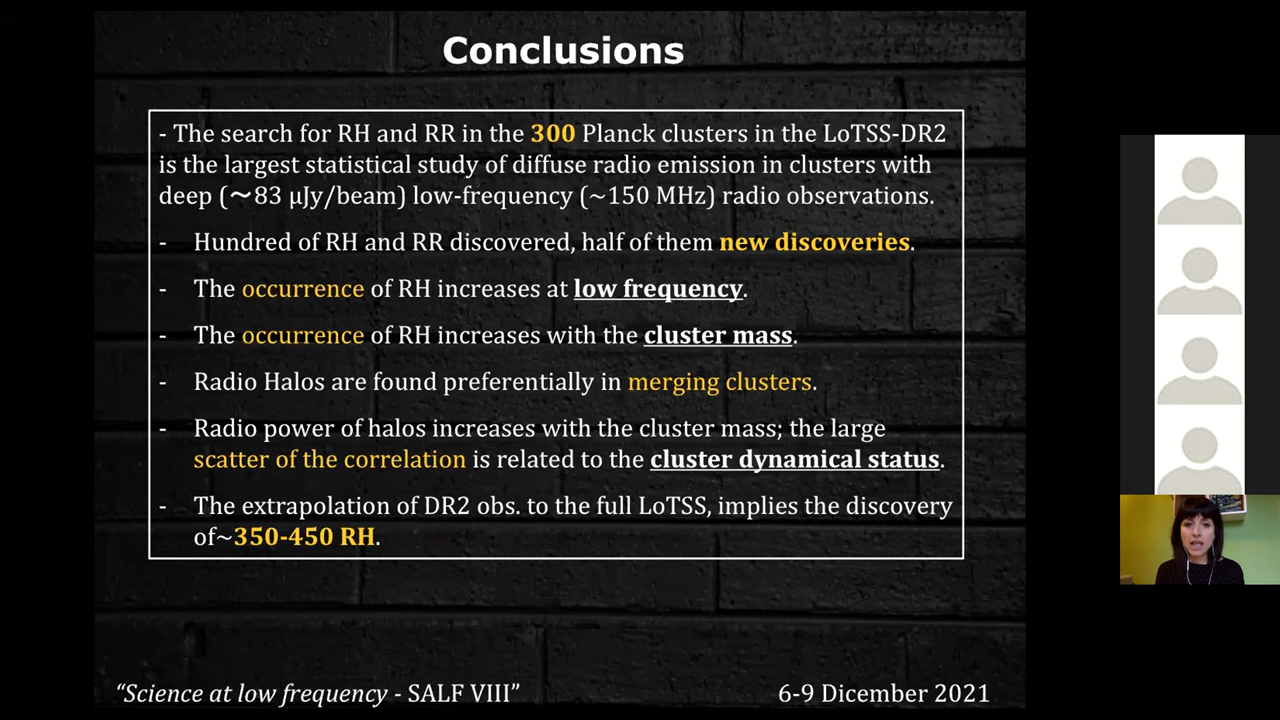 Conclusions
- The search for RH and RR in the 300 Planck clusters in the LoTSS-DR2
is the largest statistical study of diffuse radio emission in clusters with
deep (~83 μJy/beam) low-frequency (~150 MHz) radio observations.
- Hundred of RH and RR discovered, half of them new discoveries.
- The occurrence of RH increases at low frequency.
- The occurrence of RH increases with the cluster mass.
- Radio Halos are found preferentially in merging clusters.
- Radio power of halos increases with the cluster mass; the large
scatter of the correlation is related to the cluster dynamical status.
- The extrapolation of DR2 obs. to the full LoTSS, implies the discovery
of~350-450 RH.
“Science at low frequency - SALF VIII” 6-9 Dicember 2021